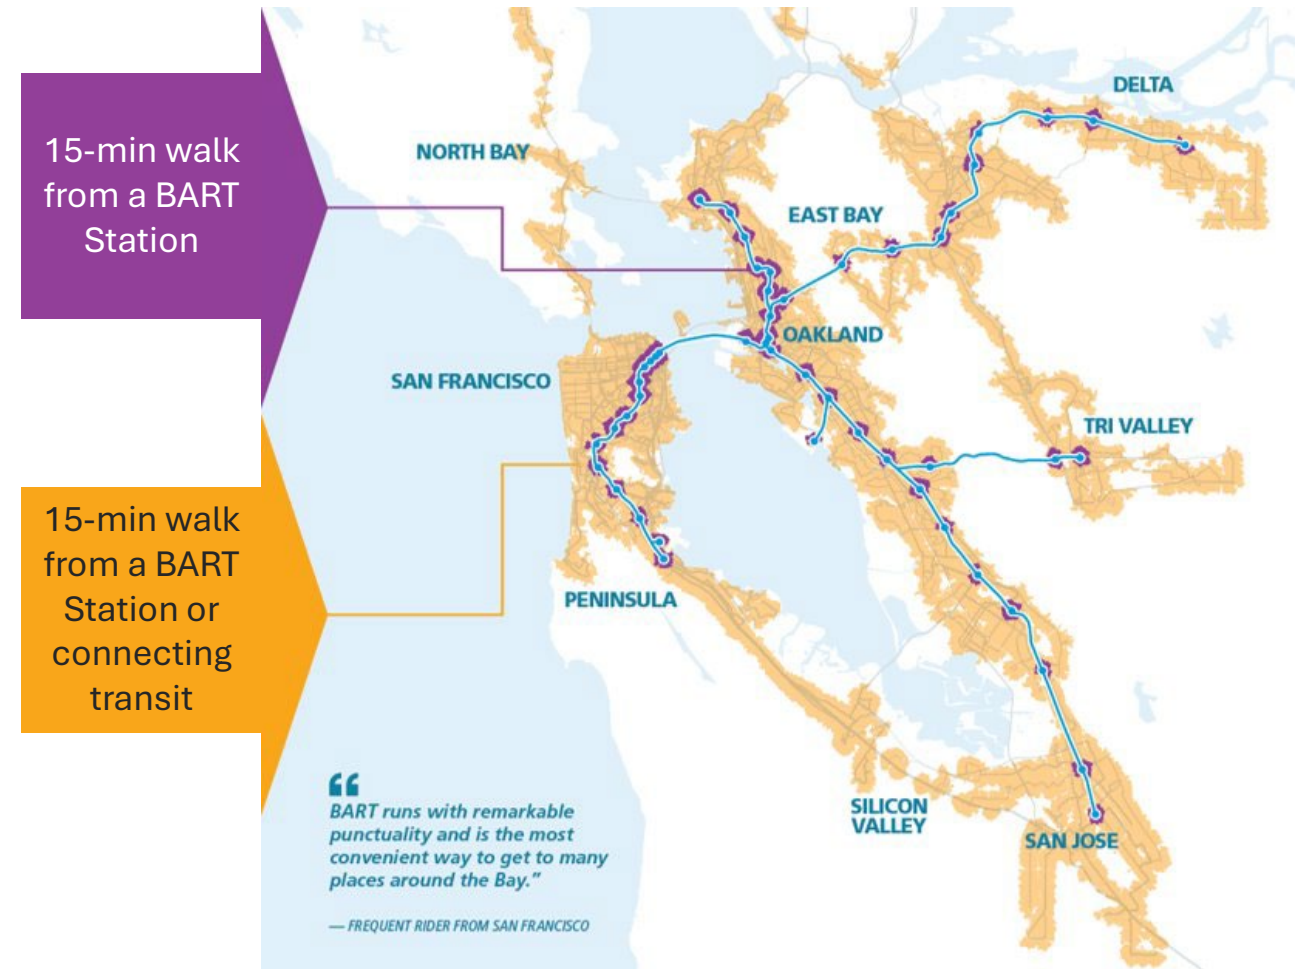 15-min walk
from a BART
Station
15-min walk
from a BART
Station or
connecting
transit
DELTA
NORTH BAY
EAST BAY
OAKLAND
SAN FRANCISCO
TRI VALLEY
PENINSULA
SILICON
VALLEY
SAN JOSE
“
BART runs with remarkable
punctuality and is the most
convenient way to get to many
places around the Bay.”
— FREQUENT RIDER FROM SAN FRANCISCO